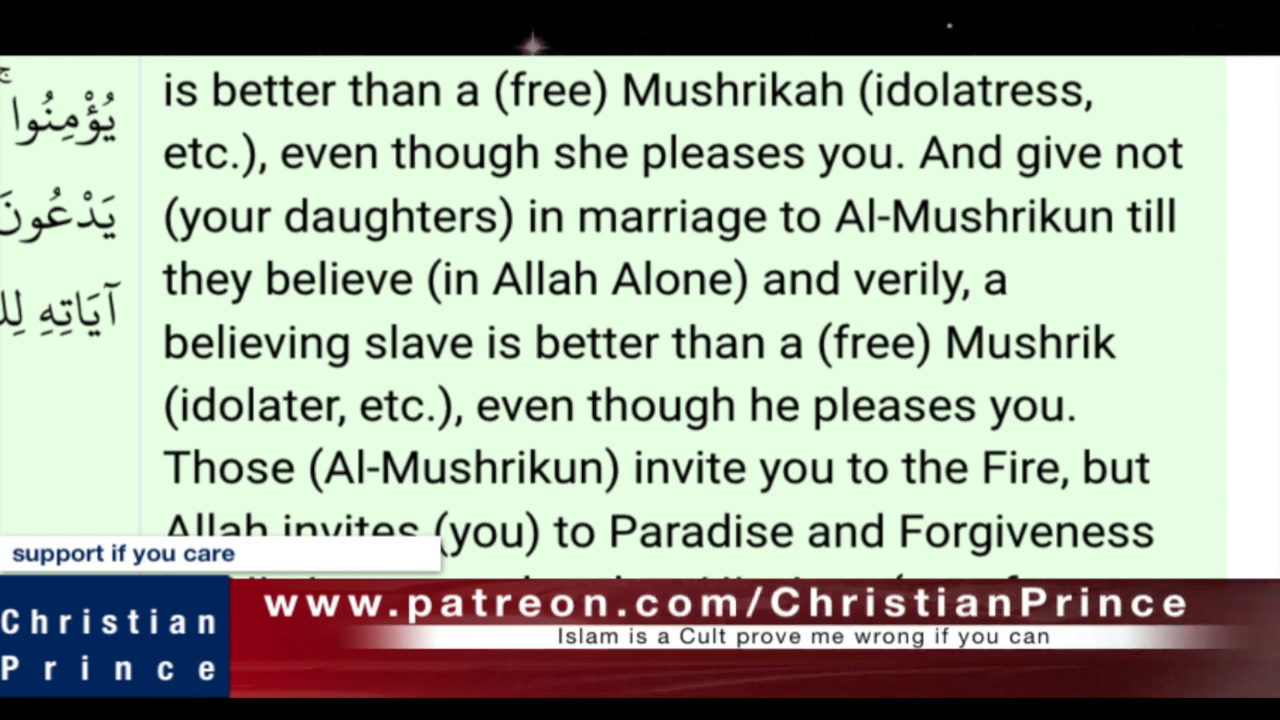 يُؤْمِنُوا ۚ
is better than a (free) Mushrikah (idolatress,
etc.), even though she pleases you. And give not
يَدْعُونَ
(your daughters) in marriage to Al-Mushrikun till
they believe (in Allah Alone) and verily, a
آيَاتِهِ
believing slave is better than a (free) Mushrik
(idolater, etc.), even though he pleases you.
Those (Al-Mushrikun) invite you to the Fire, but
Allah invites (you) to Paradise and Forgiveness
support if you care
Christian
Prince
www.patreon.com/ChristianPrince
Islam is a Cult prove me wrong if you can